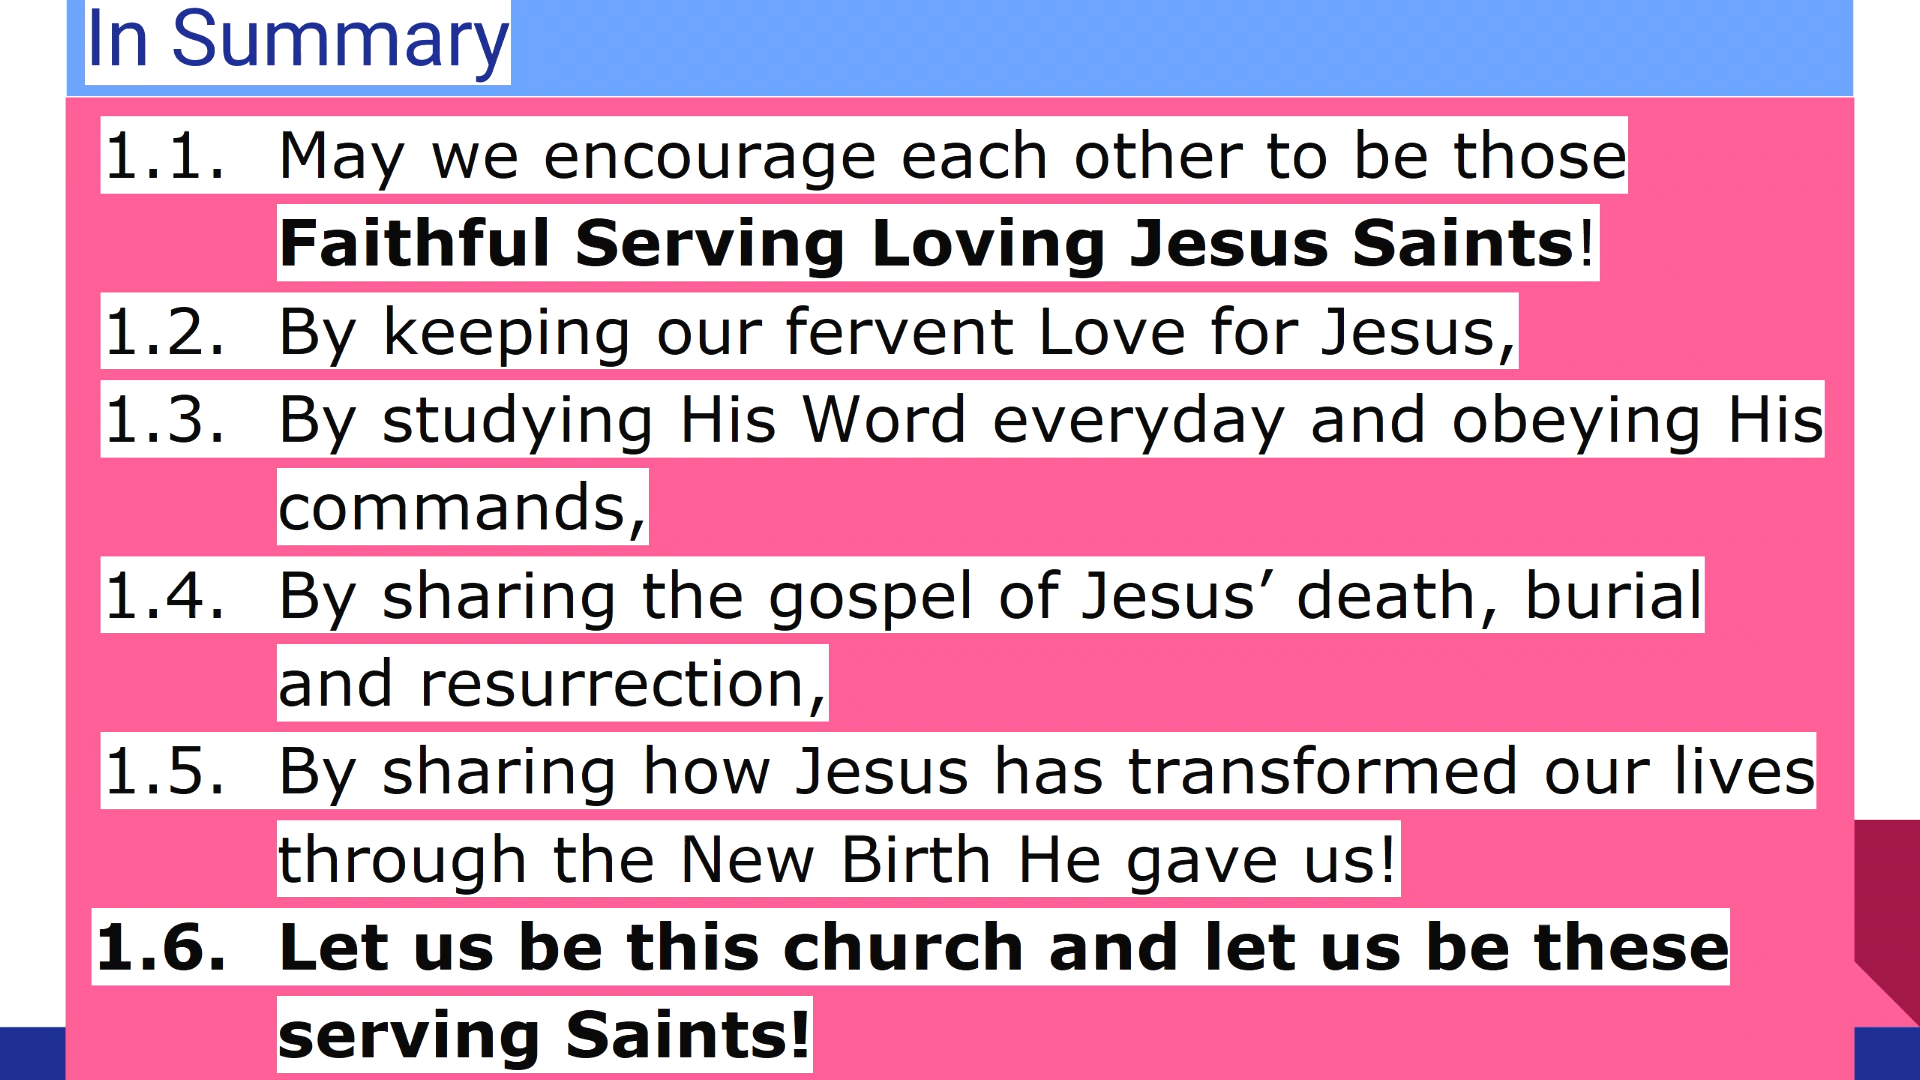 In Summary
1.1. May we encourage each other to be those
Faithful Serving Loving Jesus Saints!
1.2. By keeping our fervent Love for Jesus,
1.3. By studying His Word everyday and obeying His
commands,
1.4. By sharing the gospel of Jesus’ death, burial
and resurrection,
1.5. By sharing how Jesus has transformed our lives
through the New Birth He gave us!
1.6. Let us be this church and let us be these
serving Saints!